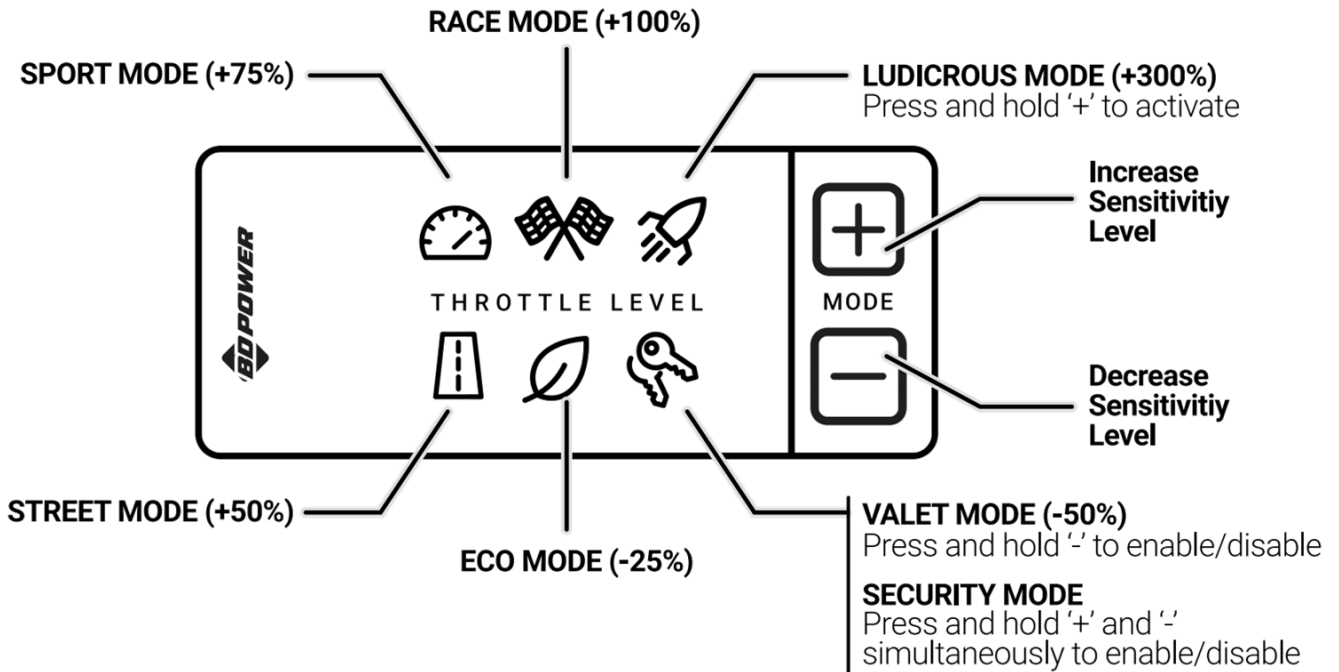 RACE MODE (+100%)
SPORT MODE (+75%)
LUDICROUS MODE (+300%)
Press and hold ‘+’ to activate
Increase
Sensitivitiy
Level
BD POWER
THROTTLE LEVEL
MODE
Decrease
Sensitivitiy
Level
STREET MODE (+50%)
ECO MODE (-25%)
VALET MODE (-50%)
Press and hold ‘-’ to enable/disable
SECURITY MODE
Press and hold ‘+’ and ‘-’
simultaneously to enable/disable